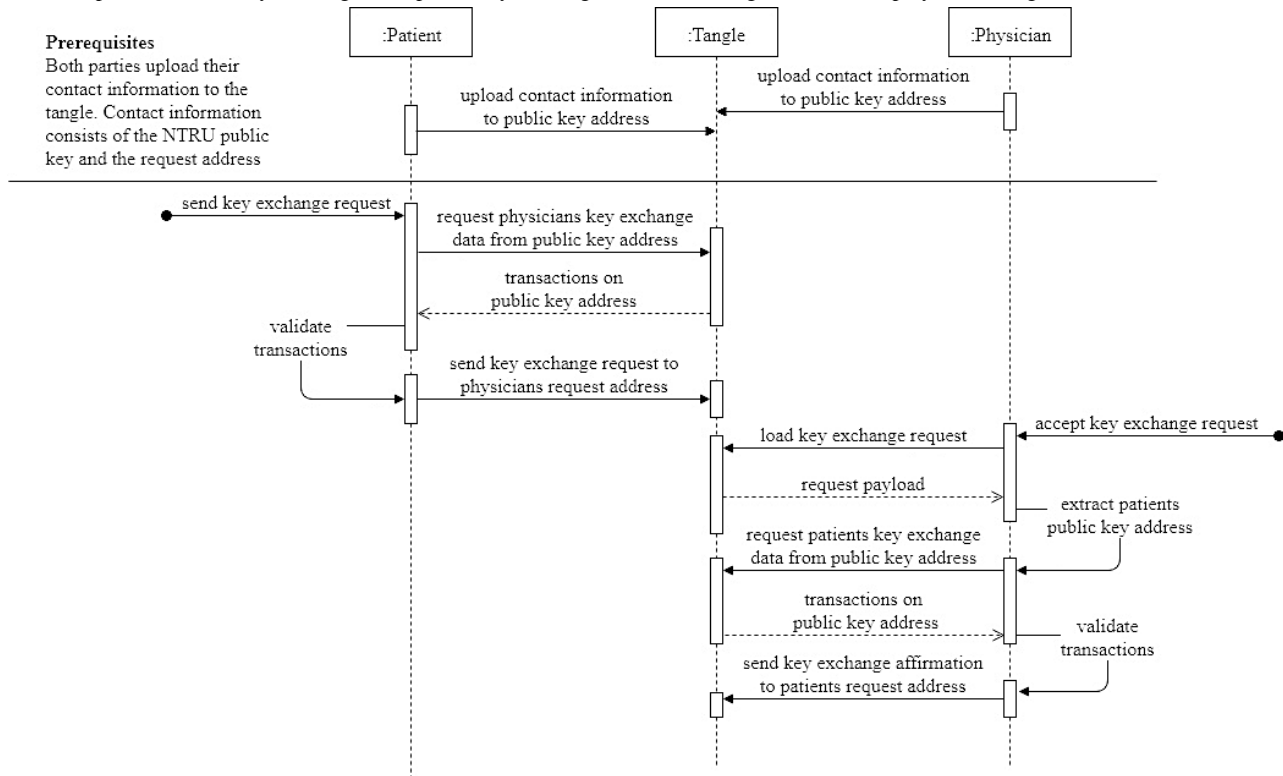 :Patient
:Tangle
:Physician
Prerequisites
Both parties upload their
contact information to the
tangle. Contact information
consists of the NTRU public
key and the request address
upload contact information
to public key address
upload contact information
to public key address
send key exchange request
request physicians key exchange
data from public key address
transactions on
public key address
validate
transactions
send key exchange request to
physicians request address
accept key exchange request
load key exchange request
request payload
extract patients
public key address
request patients key exchange
data from public key address
transactions on
public key address
validate
transactions
send key exchange affirmation
to patients request address